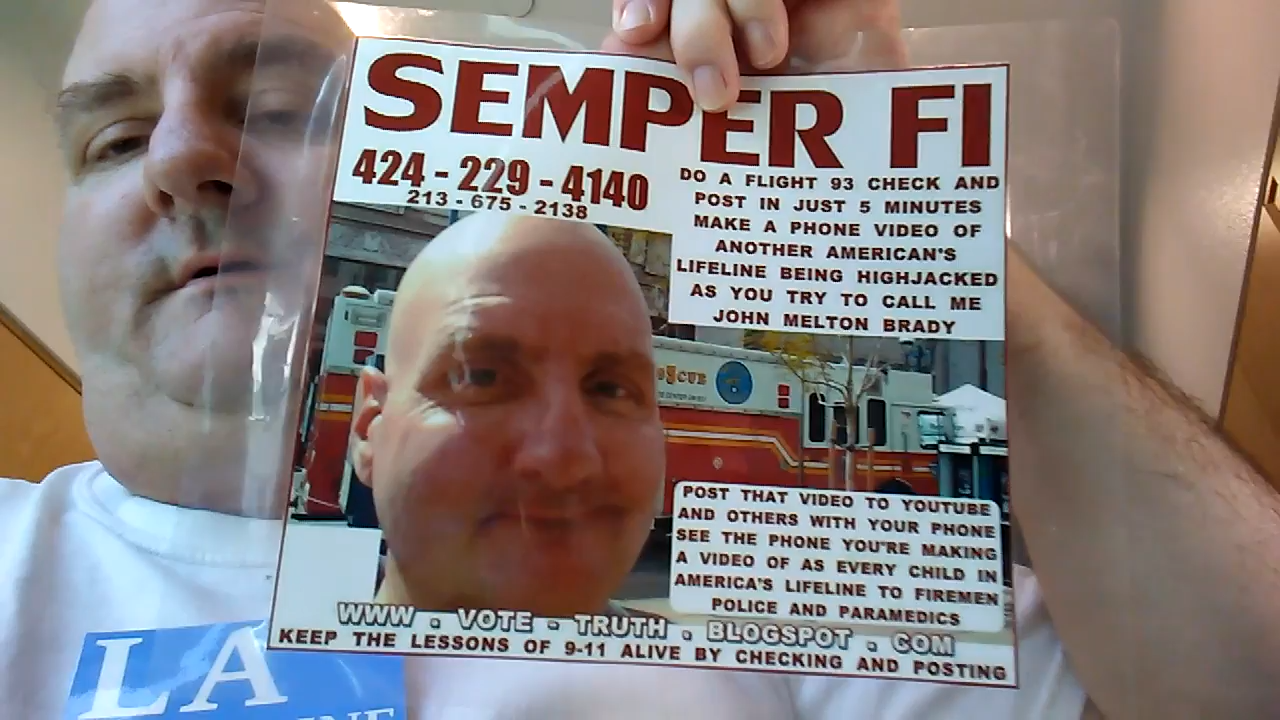 SEMPER FI
424 - 229 - 4140
213 - 675 - 2138
DO A FLIGHT 93 CHECK AND
POST IN JUST 5 MINUTES
MAKE A PHONE VIDEO OF
ANOTHER AMERICAN'S
LIFELINE BEING HIGHJACKED
AS YOU TRY TO CALL ME
JOHN MELTON BRADY
POST THAT VIDEO TO YOUTUBE
AND OTHERS WITH YOUR PHONE
SEE THE PHONE YOU'RE MAKING
A VIDEO OF AS EVERY CHILD IN
AMERICA'S LIFELINE TO FIREMEN
POLICE AND PARAMEDICS
WWW . VOTE - TRUTH . BLOGSPOT . COM
KEEP THE LESSONS OF 9-11 ALIVE BY CHECKING AND POSTING
LA